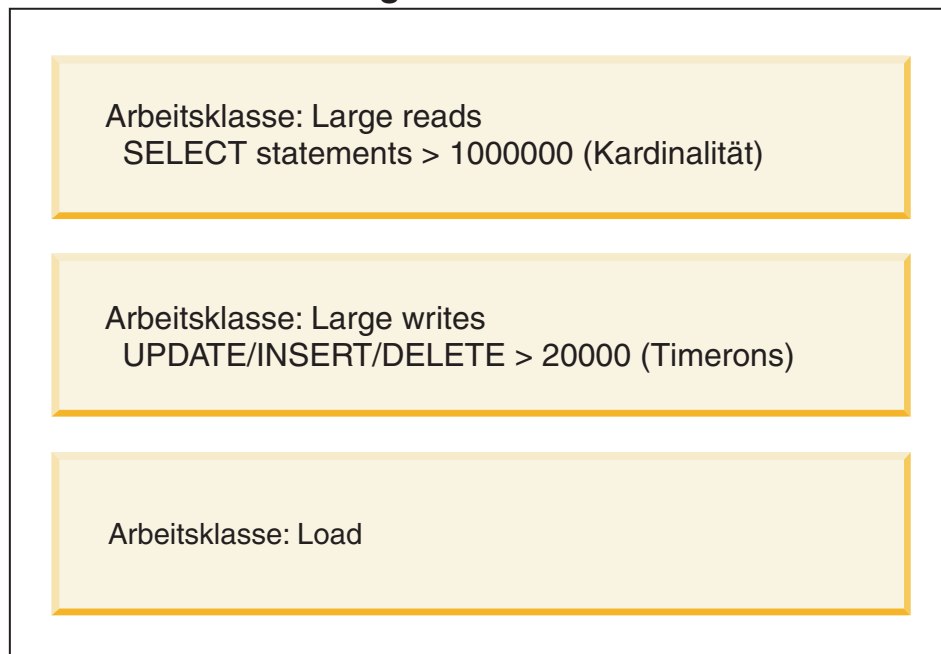 Arbeitsklasse: Large reads
SELECT statements > 1000000 (Kardinalität)
Arbeitsklasse: Large writes
UPDATE/INSERT/DELETE > 20000 (Timerons)
Arbeitsklasse: Load